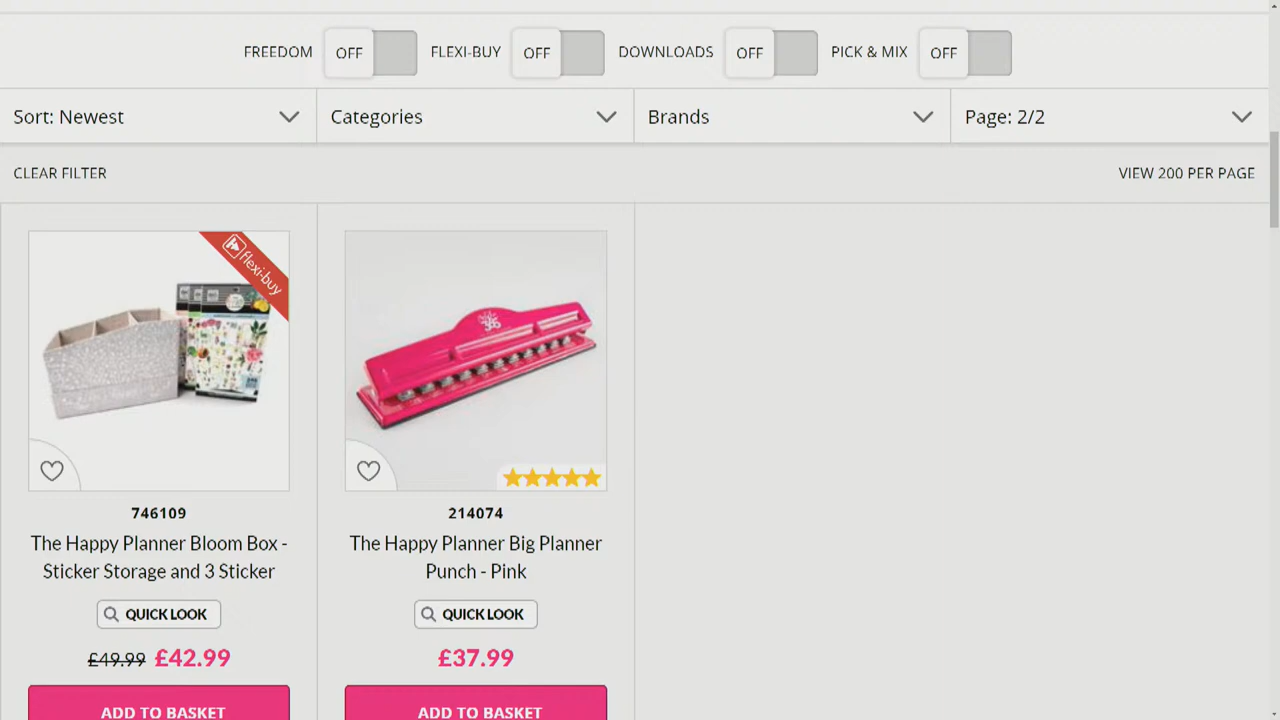 FREEDOM OFF FLEXI-BUY OFF DOWNLOADS OFF PICK & MIX OFF
Sort: Newest Categories Brands Page: 2/2
CLEAR FILTER VIEW 200 PER PAGE
flexi-buy
365
746109
The Happy Planner Bloom Box -
Sticker Storage and 3 Sticker
QUICK LOOK
£49.99 £42.99
ADD TO BASKET
214074
The Happy Planner Big Planner
Punch - Pink
QUICK LOOK
£37.99
ADD TO BASKET